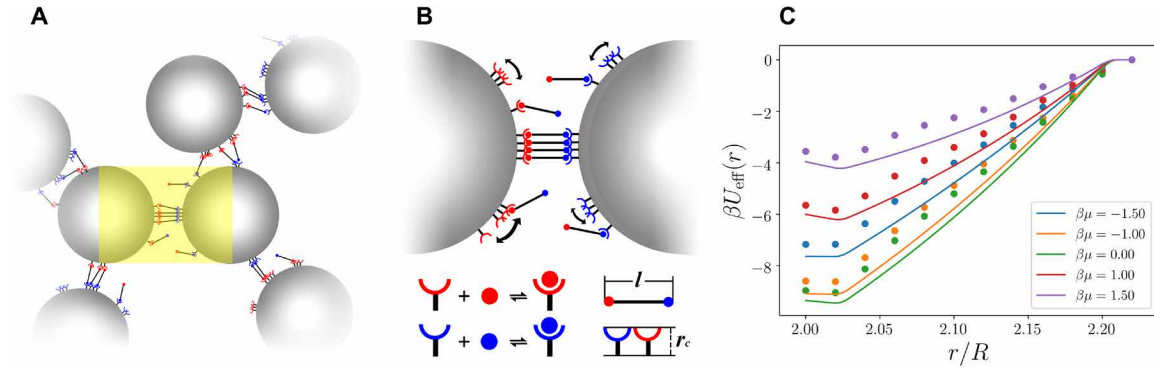 A
B
C
+
⇌
l
+
⇌
r_c
0
−2
−4
−6
−8
βU_eff(r)
βμ = −1.50
βμ = −1.00
βμ = 0.00
βμ = 1.00
βμ = 1.50
2.00 2.05 2.10 2.15 2.20
r/R